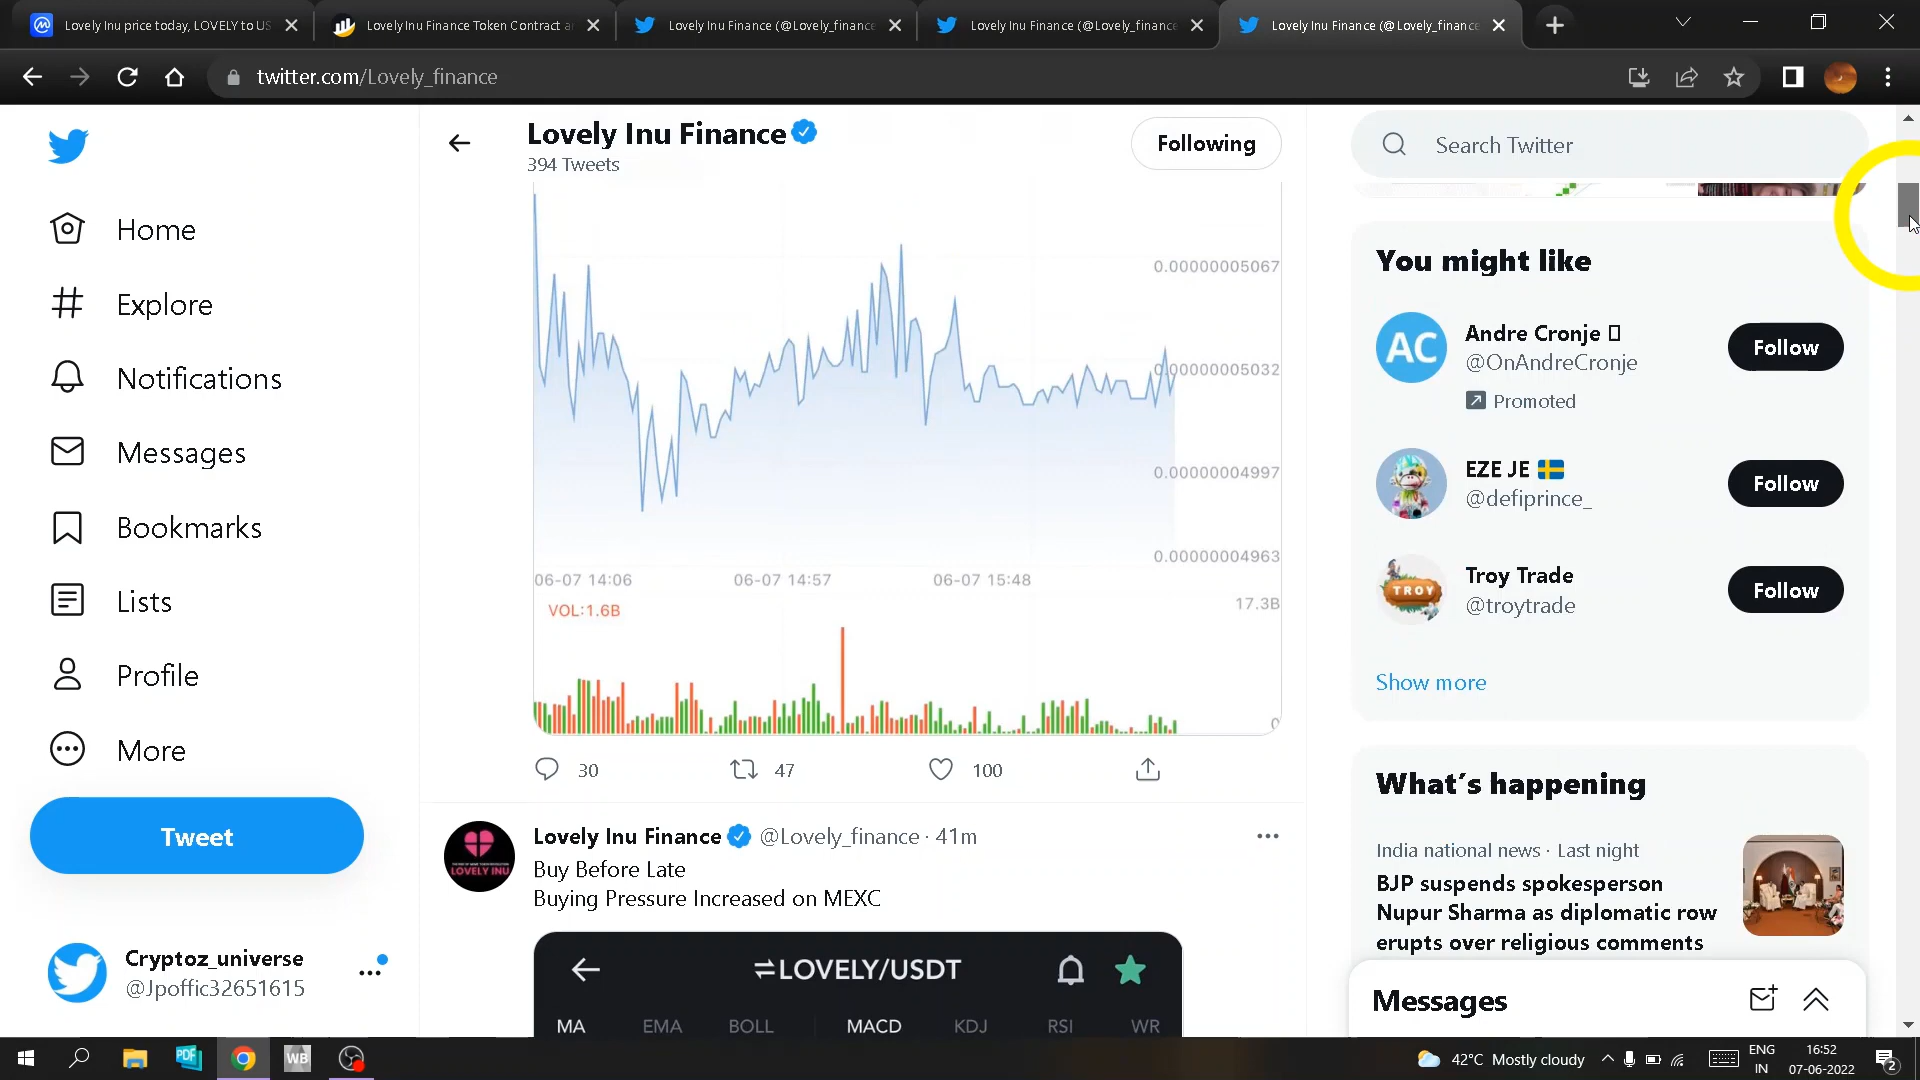 Lovely Inu price today, LOVELY to US
Lovely Inu Finance Token Contract a
Lovely Inu Finance (@Lovely_finance
Lovely Inu Finance (@Lovely_finance
Lovely Inu Finance (@Lovely_finance
twitter.com/Lovely_finance
Home
Explore
Notifications
Messages
Bookmarks
Lists
Profile
More
Tweet
Cryptoz_universe
@Jpoffic32651615
Lovely Inu Finance
394 Tweets
Following
0.00000005067
0.00000005032
0.00000004997
0.00000004963
06-07 14:06 06-07 14:57 06-07 15:48
VOL:1.6B
17.3B
0
30 47 100
LOVELY INU
Lovely Inu Finance @Lovely_finance · 41m
Buy Before Late
Buying Pressure Increased on MEXC
LOVELY/USDT
MA EMA BOLL MACD KDJ RSI WR
Search Twitter
You might like
AC
Andre Cronje
@OnAndreCronje
Promoted
Follow
EZE JE
@defiprince_
Follow
TROY
Troy Trade
@troytrade
Follow
Show more
What's happening
India national news · Last night
BJP suspends spokesperson
Nupur Sharma as diplomatic row
erupts over religious comments
Messages
PDF
WB
42°C Mostly cloudy
ENG
IN
16:52
07-06-2022
2